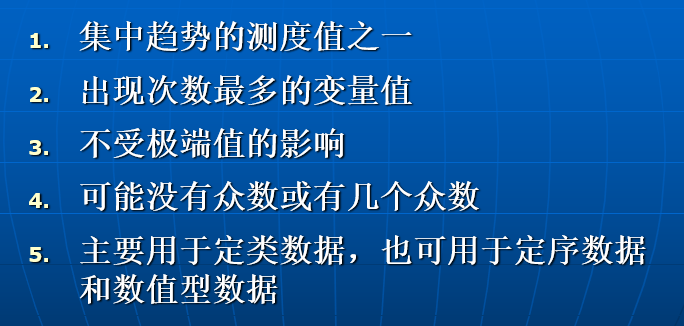 1. 集中趋势的测度值之一
2. 出现次数最多的变量值
3. 不受极端值的影响
4. 可能没有众数或有几个众数
5. 主要用于定类数据，也可用于定序数据
和数值型数据